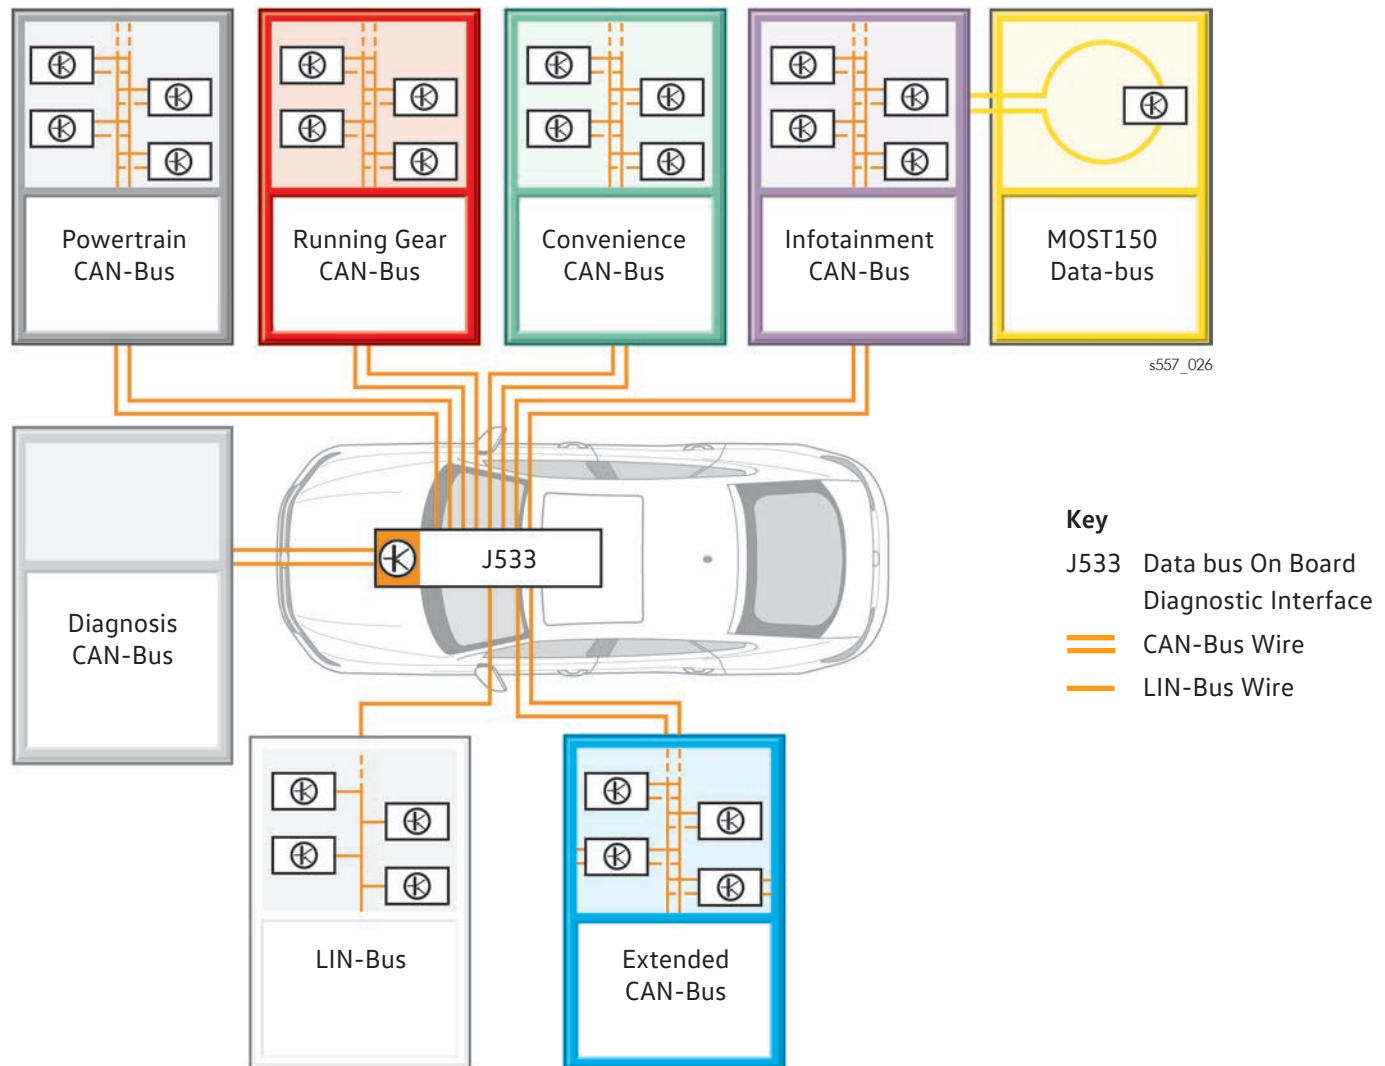 Powertrain
CAN-Bus
Running Gear
CAN-Bus
Convenience
CAN-Bus
Infotainment
CAN-Bus
MOST150
Data-bus
s557_026
Diagnosis
CAN-Bus
J533
Key
J533 Data bus On Board
Diagnostic Interface
CAN-Bus Wire
LIN-Bus Wire
LIN-Bus
Extended
CAN-Bus